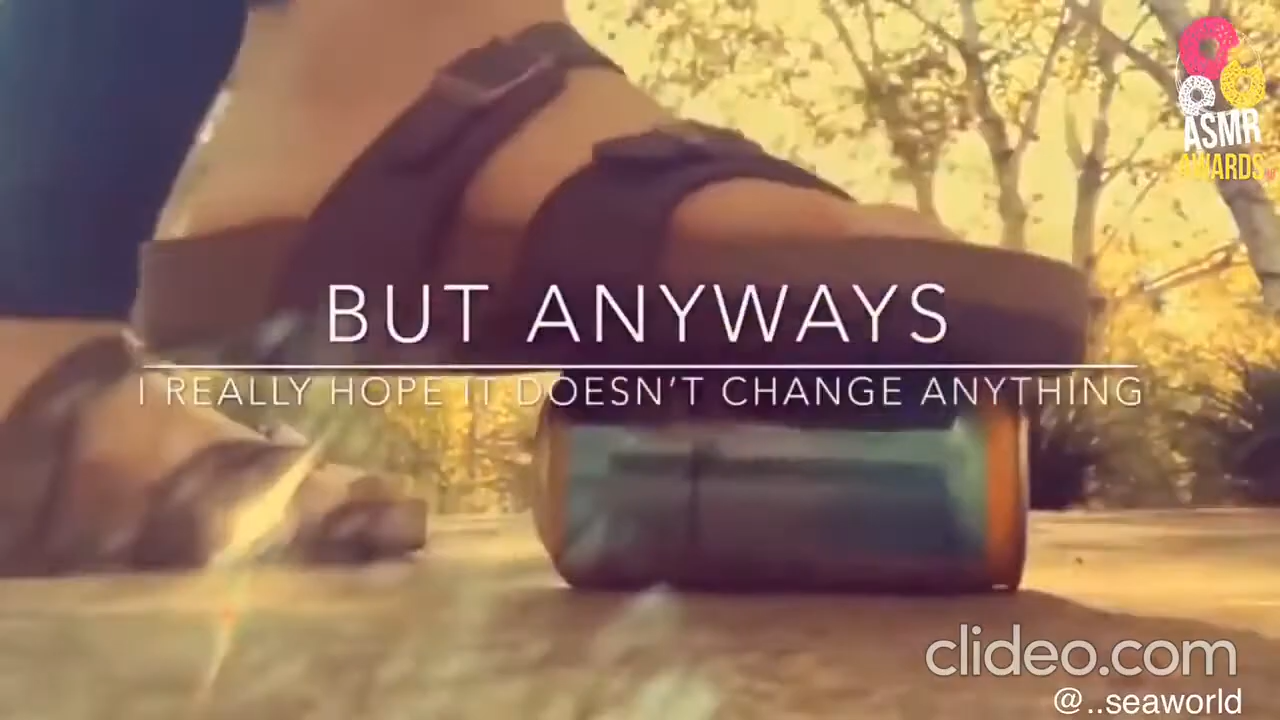 ASMR
AWARDS
BUT ANYWAYS
I REALLY HOPE IT DOESN'T CHANGE ANYTHING
clideo.com
@..seaworld